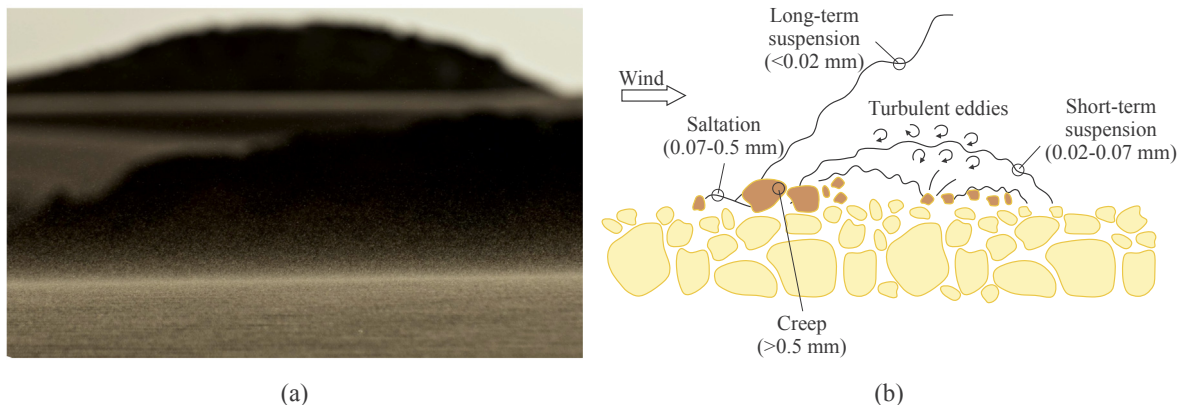 Long-term
suspension
(<0.02 mm)
Wind
Turbulent eddies
Short-term
suspension
(0.02-0.07 mm)
Saltation
(0.07-0.5 mm)
Creep
(>0.5 mm)
(a)
(b)